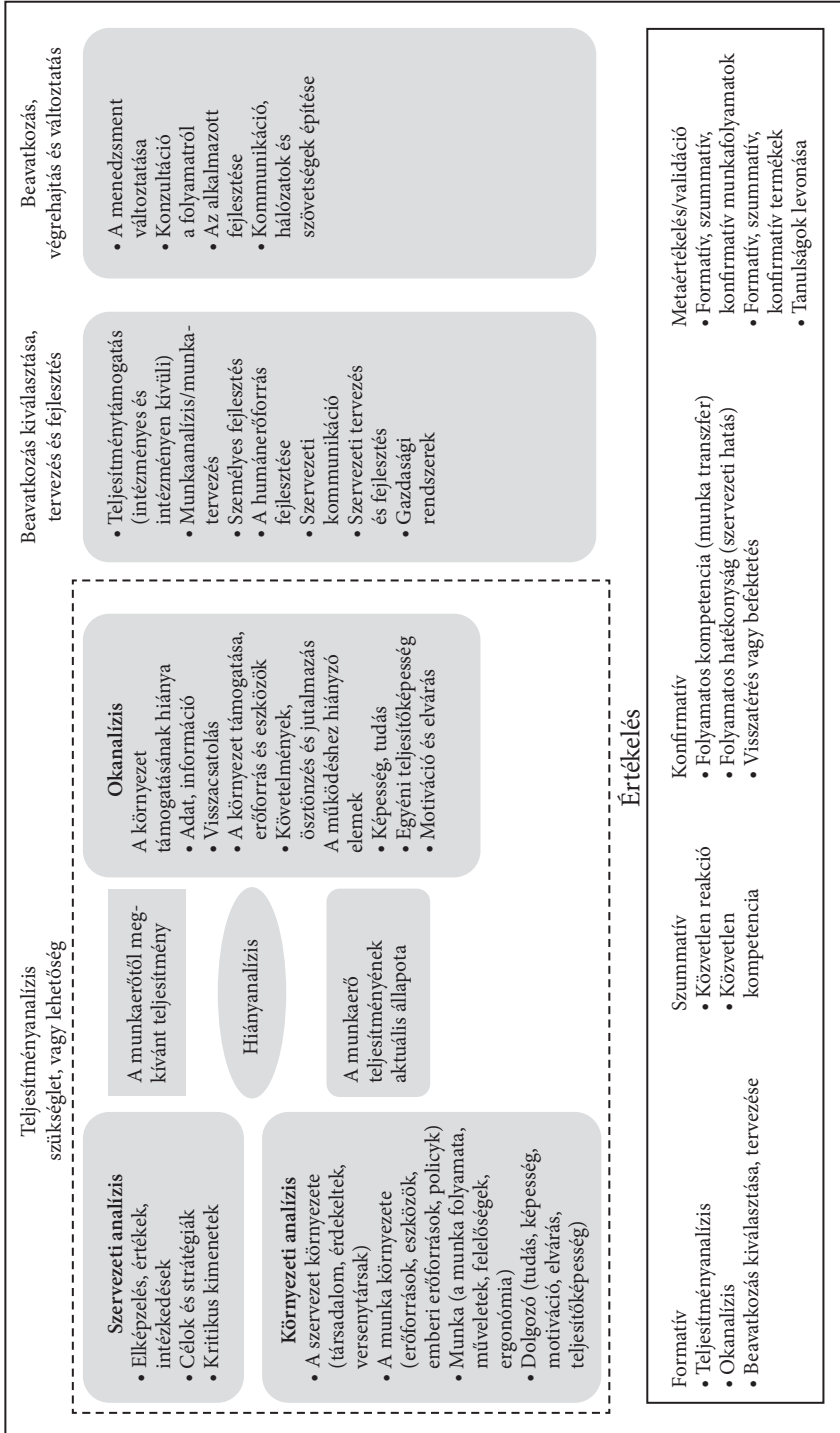 Teljesítményanalízis
szükséglet, vagy lehetőség
Szervezeti analízis
• Elképzelés, értékek,
intézkedések
• Célok és stratégiák
• Kritikus kimenetek
Környezeti analízis
• A szervezet környezete
(társadalom, érdekeltek,
versenytársak)
• A munka környezete
(erőforrások, eszközök,
emberi erőforrások, policyk)
• Munka (a munka folyamata,
műveletek, felelőségek,
ergonómia)
• Dolgozó (tudás, képesség,
motiváció, elvárás,
teljesítőképesség)
A munkaerőtől meg-
kívánt teljesítmény
Hiányanalízis
A munkaerő
teljesítményének
aktuális állapota
Okanalízis
A környezet
támogatásának hiánya
• Adat, információ
• Visszacsatolás
• A környezet támogatása,
erőforrás és eszközök
• Követelmények,
ösztönzés és jutalmazás
A működéshez hiányzó
elemek
• Képesség, tudás
• Egyéni teljesítőképesség
• Motiváció és elvárás
Beavatkozás kiválasztása,
tervezés és fejlesztés
• Teljesítménytámogatás
(intézményes és
intézményen kívüli)
• Munkaanalízis/munka-
tervezés
• Személyes fejlesztés
• A humánerőforrás
fejlesztése
• Szervezeti
kommunikáció
• Szervezeti tervezés
és fejlesztés
• Gazdasági
rendszerek
Beavatkozás,
végrehajtás és változtatás
• A menedzsment
változtatása
• Konzultáció
a folyamatról
• Az alkalmazott
fejlesztése
• Kommunikáció,
hálózatok és
szövetségek építése
Értékelés
Formatív
• Teljesítményanalízis
• Okanalízis
• Beavatkozás kiválasztása, tervezése
Szummatív
• Közvetlen reakció
• Közvetlen
kompetencia
Konfirmatív
• Folyamatos kompetencia (munka transzfer)
• Folyamatos hatékonyság (szervezeti hatás)
• Visszatérés vagy befektetés
Metaértékelés/validáció
• Formatív, szummatív,
konfirmatív munkafolyamatok
• Formatív, szummatív,
konfirmatív termékek
• Tanulságok levonása